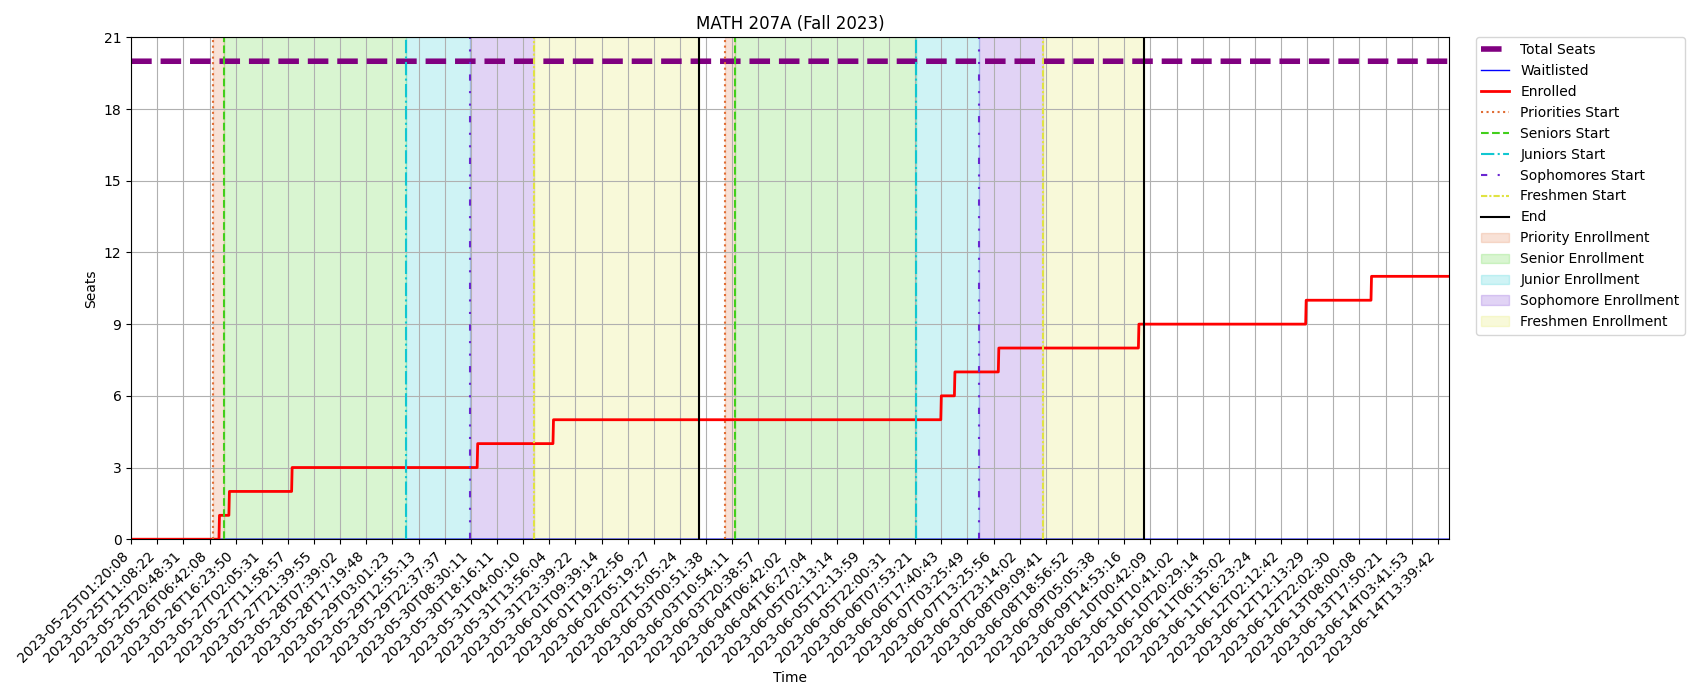 MATH 207A (Fall 2023)
21
18
15
12
9
6
3
0
Seats
2023-05-25T01:20:08
2023-05-25T11:08:22
2023-05-25T20:48:31
2023-05-26T06:42:08
2023-05-26T16:23:50
2023-05-27T02:05:31
2023-05-27T11:58:57
2023-05-27T21:39:55
2023-05-28T07:39:02
2023-05-28T17:19:48
2023-05-29T03:01:23
2023-05-29T12:55:13
2023-05-29T22:37:37
2023-05-30T08:30:11
2023-05-30T18:16:11
2023-05-31T04:00:10
2023-05-31T13:56:04
2023-05-31T23:39:22
2023-06-01T09:39:14
2023-06-01T19:22:56
2023-06-02T05:19:27
2023-06-02T15:05:24
2023-06-03T00:51:38
2023-06-03T10:54:11
2023-06-03T20:38:57
2023-06-04T06:42:02
2023-06-04T16:27:04
2023-06-05T02:13:14
2023-06-05T12:13:59
2023-06-05T22:00:31
2023-06-06T07:53:21
2023-06-06T17:40:43
2023-06-07T03:25:49
2023-06-07T13:25:56
2023-06-07T23:14:02
2023-06-08T09:09:41
2023-06-08T18:56:52
2023-06-09T05:05:38
2023-06-09T14:53:16
2023-06-10T00:42:09
2023-06-10T10:41:02
2023-06-10T20:29:14
2023-06-11T06:35:02
2023-06-11T16:23:24
2023-06-12T02:12:42
2023-06-12T12:13:29
2023-06-12T22:02:30
2023-06-13T08:00:08
2023-06-13T17:50:21
2023-06-14T03:41:53
2023-06-14T13:39:42
Time
Total Seats
Waitlisted
Enrolled
Priorities Start
Seniors Start
Juniors Start
Sophomores Start
Freshmen Start
End
Priority Enrollment
Senior Enrollment
Junior Enrollment
Sophomore Enrollment
Freshmen Enrollment